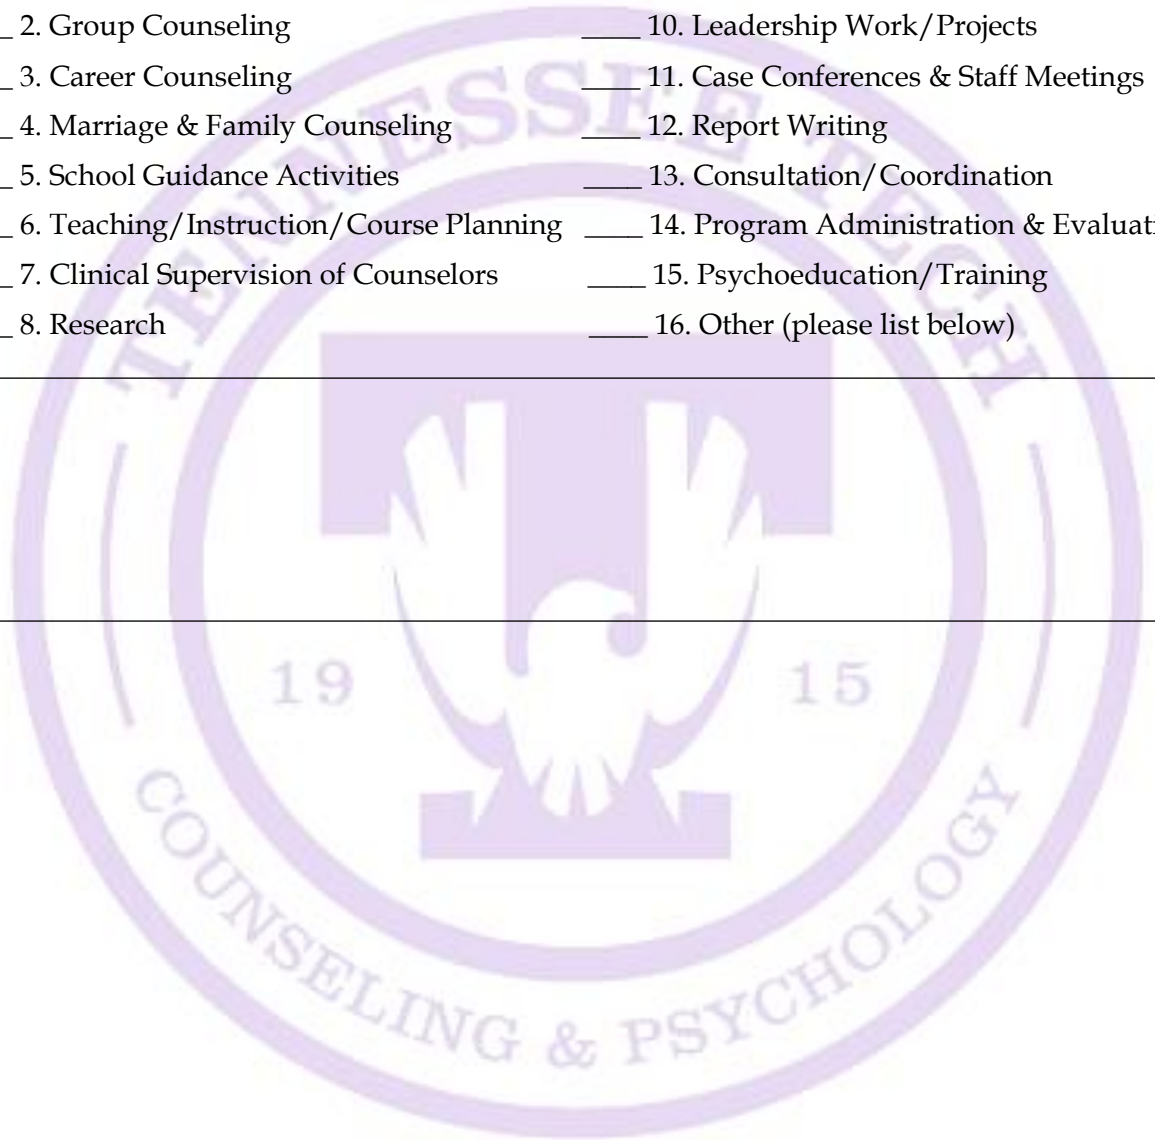 _ 2. Group Counseling ____ 10. Leadership Work/Projects
_ 3. Career Counseling ____ 11. Case Conferences & Staff Meetings
_ 4. Marriage & Family Counseling ____ 12. Report Writing
_ 5. School Guidance Activities ____ 13. Consultation/Coordination
_ 6. Teaching/Instruction/Course Planning ____ 14. Program Administration & Evaluati
_ 7. Clinical Supervision of Counselors ____ 15. Psychoeducation/Training
_ 8. Research ____ 16. Other (please list below)
TENNESSEE TECH
19 15
COUNSELING & PSYCHOLOGY